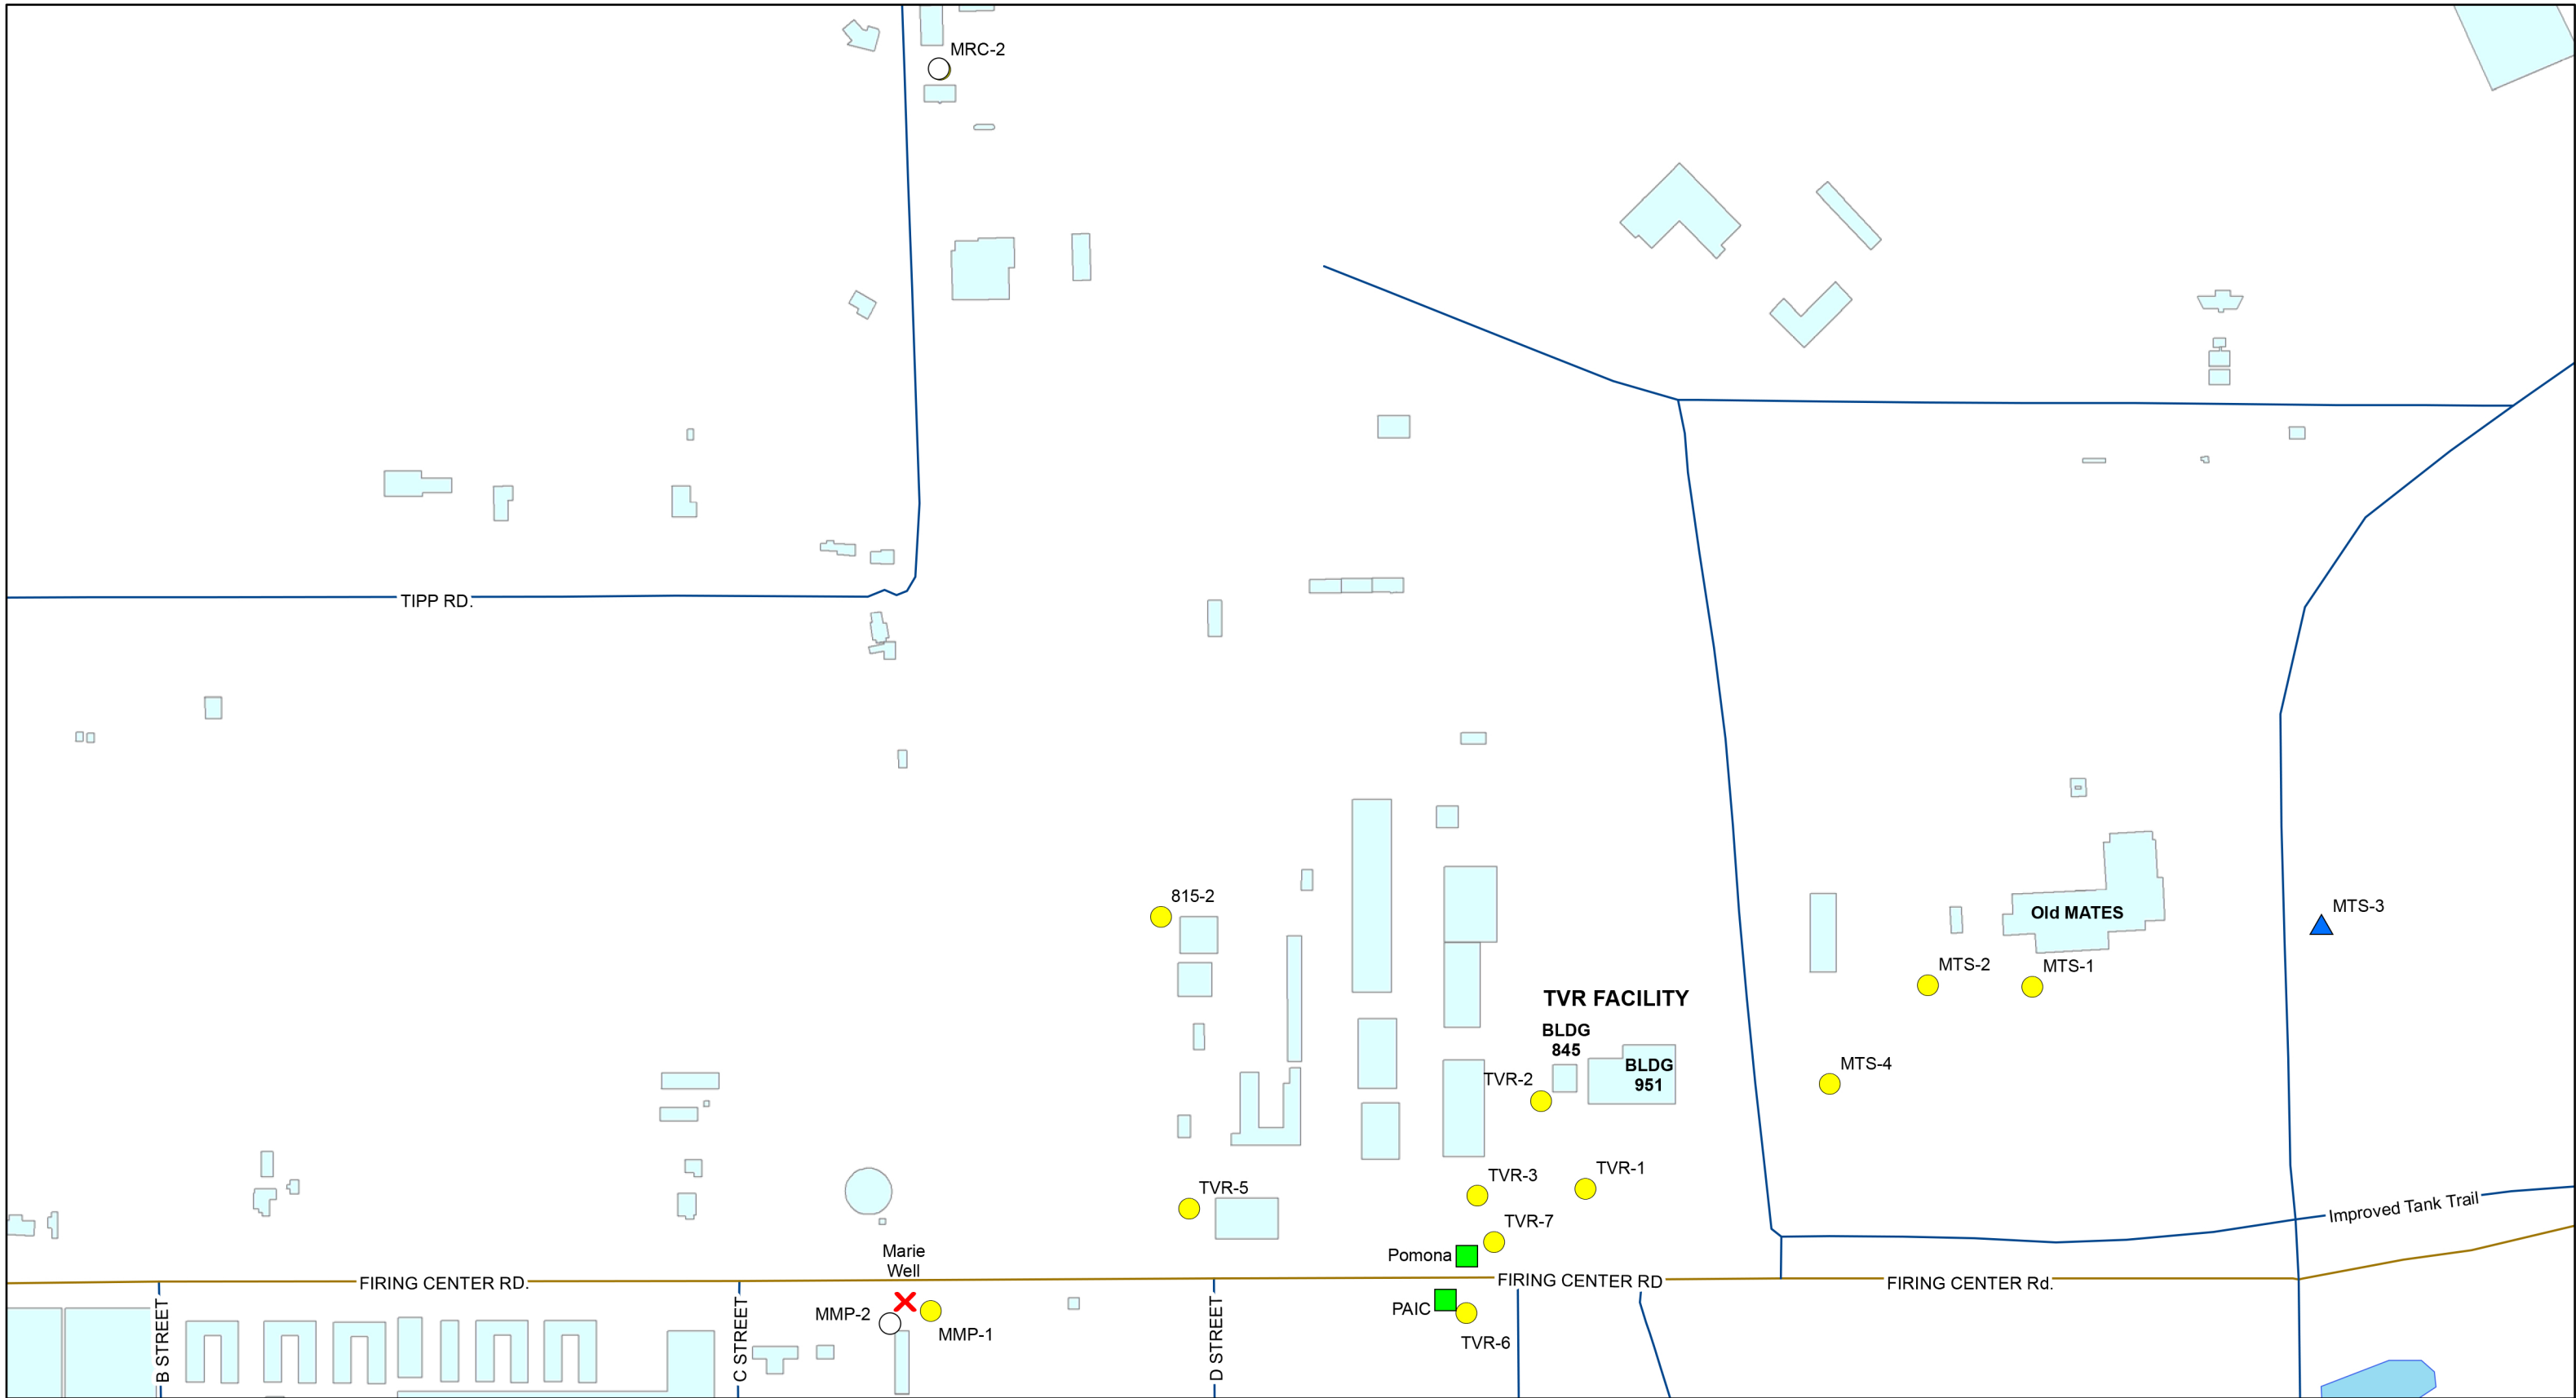 MRC-2
TIPP RD.
815-2
Old MATES
MTS-3
MTS-2
MTS-1
TVR FACILITY
BLDG
845
BLDG
951
TVR-2
MTS-4
TVR-1
TVR-3
TVR-5
TVR-7
Improved Tank Trail
Marie
Well
Pomona
FIRING CENTER RD.
FIRING CENTER RD
FIRING CENTER Rd.
B STREET
C STREET
D STREET
MMP-2
MMP-1
PAIC
TVR-6